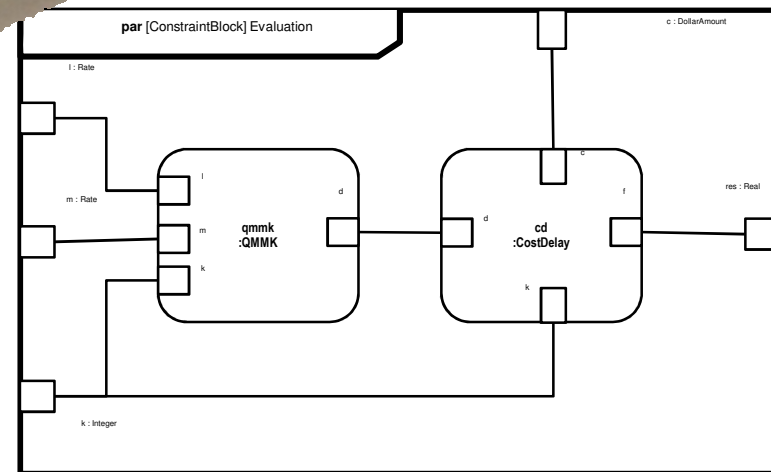 par [ConstraintBlock] Evaluation
c : DollarAmount
l : Rate
c
l
d
f
res : Real
m : Rate
m
qmmk
:QMMK
d
cd
:CostDelay
k
k
k : Integer